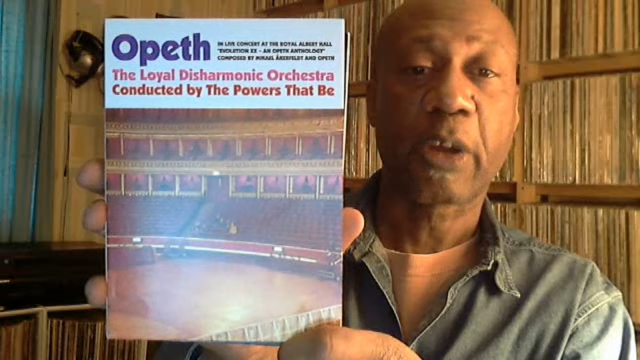 Opeth
IN LIVE CONCERT AT THE ROYAL ALBERT HALL
"EVOLUTION XX - AN OPETH ANTHOLOGY"
COMPOSED BY MIKAEL ÅKERFELDT AND OPETH
The Loyal Disharmonic Orchestra
Conducted by The Powers That Be